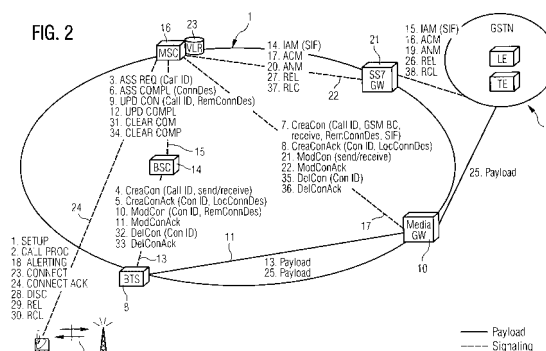 FIG. 2
16
23
1
MSC
VLR
14. IAM (SIF)
17. ACM
20. ANM
27. REL
37. RLC
21
SS7
GW
22
15. IAM (SIF)
16. ACM
19. ANM
26. REL
38. RCL
GSTN
LE
TE
3. ASS REQ (Call ID)
6. ASS COMPL (ConnDes)
9. UPD CON (Call ID, RemConnDes)
12. UPD COMPL
31. CLEAR COM
34. CLEAR COMP
15
BSC
14
7. CreaCon (Call ID, GSM BC,
receive, RemConnDes, SIF)
8. CreaConAck (Con ID, LocConnDes)
21. ModCon (send/receive)
22. ModConAck
35. DelCon (Con ID)
36. DelConAck
25. Payload
24
4. CreaCon (Call ID, send/receive)
5. CreaConAck (Con ID, LocConnDes)
10. ModCon (Con ID, RemConnDes)
11. ModConAck
32. DelCon (Con ID)
33. DelConAck
17
13
11
Media
GW
10
13. Payload
25. Payload
1. SETUP
2. CALL PROC
18. ALERTING
23. CONNECT
24. CONNECT ACK
28. DISC
29. REL
30. RCL
BTS
8
Payload
Signaling